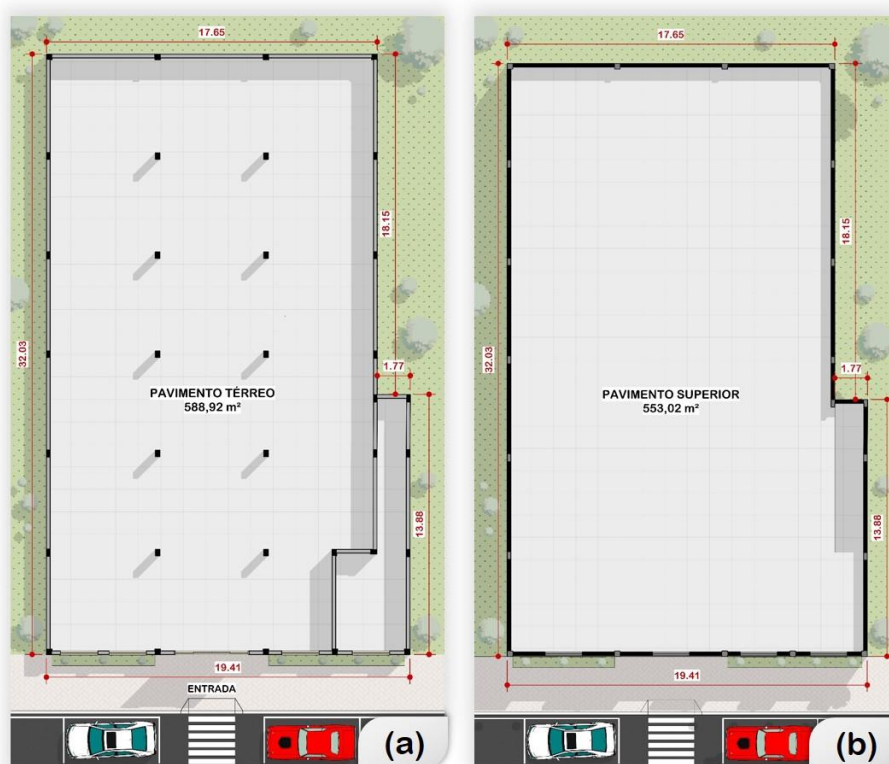 17.65
32.03
18.15
1.77
PAVIMENTO TÉRREO
588,92 m²
13.88
19.41
ENTRADA
(a)
17.65
32.03
18.15
1.77
PAVIMENTO SUPERIOR
553,02 m²
13.88
19.41
(b)